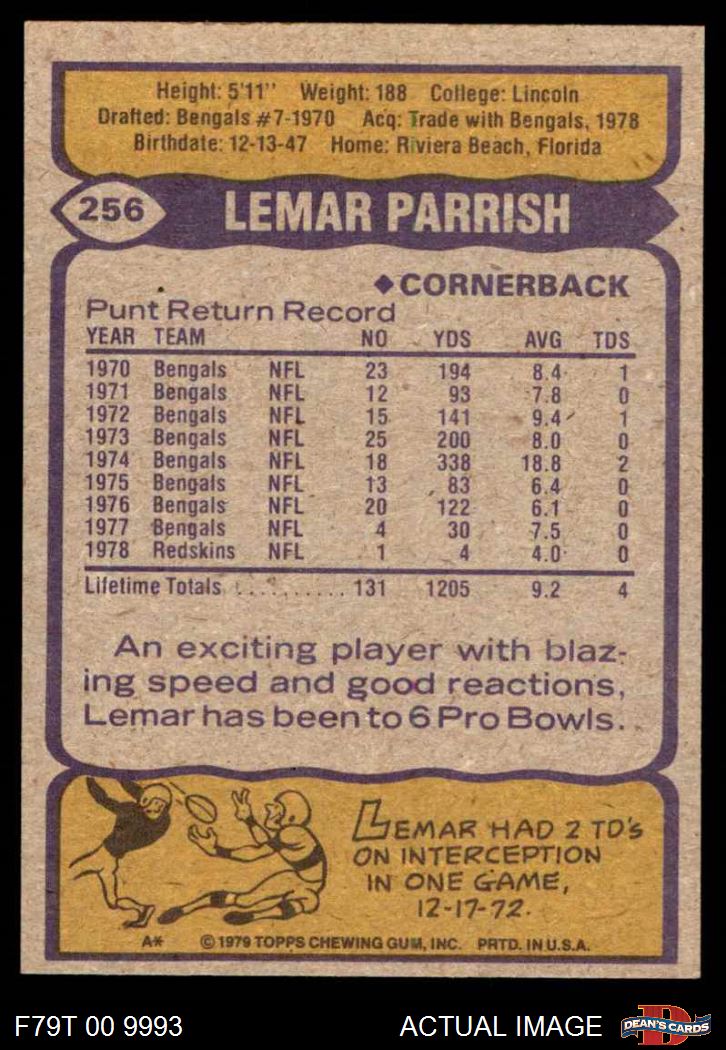 Height: 5'11'' Weight: 188 College: Lincoln
Drafted: Bengals #7-1970 Acq: Trade with Bengals, 1978
Birthdate: 12-13-47 Home: Riviera Beach, Florida
256 LEMAR PARRISH
◆CORNERBACK
Punt Return Record
YEAR TEAM NO YDS AVG TDS
1970 Bengals NFL 23 194 8.4 1
1971 Bengals NFL 12 93 7.8 0
1972 Bengals NFL 15 141 9.4 1
1973 Bengals NFL 25 200 8.0 0
1974 Bengals NFL 18 338 18.8 2
1975 Bengals NFL 13 83 6.4 0
1976 Bengals NFL 20 122 6.1 0
1977 Bengals NFL 4 30 7.5 0
1978 Redskins NFL 1 4 4.0 0
Lifetime Totals .......... 131 1205 9.2 4
An exciting player with blaz-
ing speed and good reactions,
Lemar has been to 6 Pro Bowls.
LEMAR HAD 2 TD'S
ON INTERCEPTION
IN ONE GAME,
12-17-72.
A* ©1979 TOPPS CHEWING GUM, INC. PRTD. IN U.S.A.
F79T 00 9993 ACTUAL IMAGE D DEAN'S CARDS